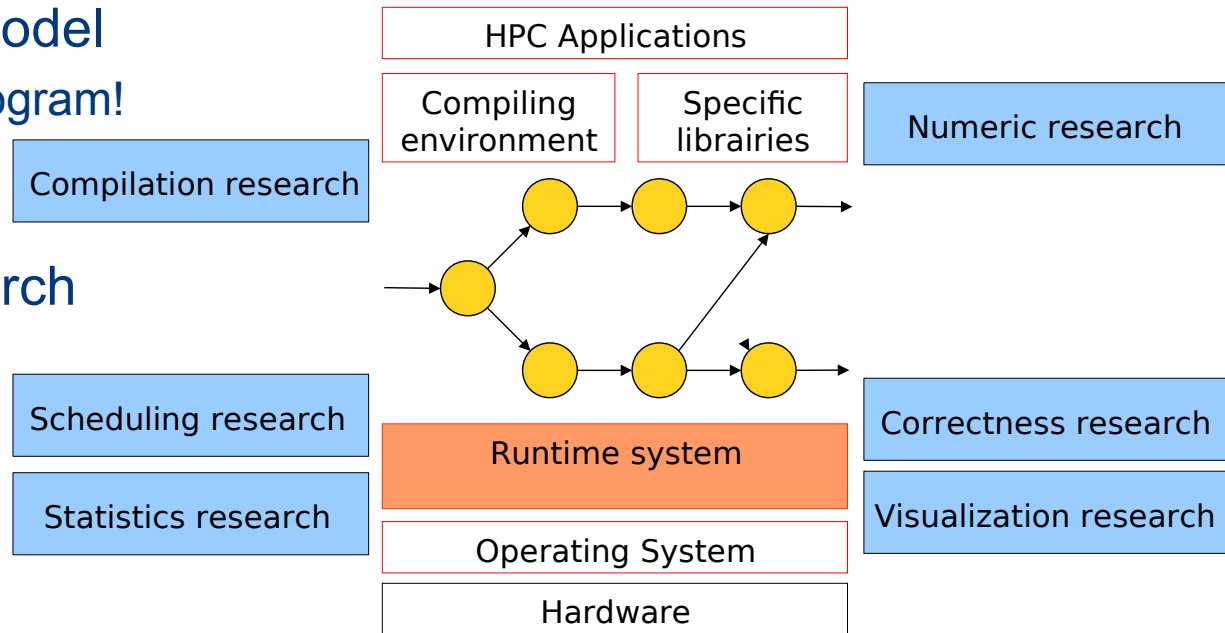 odel
HPC Applications
ogram!
Compiling
environment
Specific
librairies
Numeric research
Compilation research
rch
Scheduling research
Correctness research
Runtime system
Statistics research
Visualization research
Operating System
Hardware